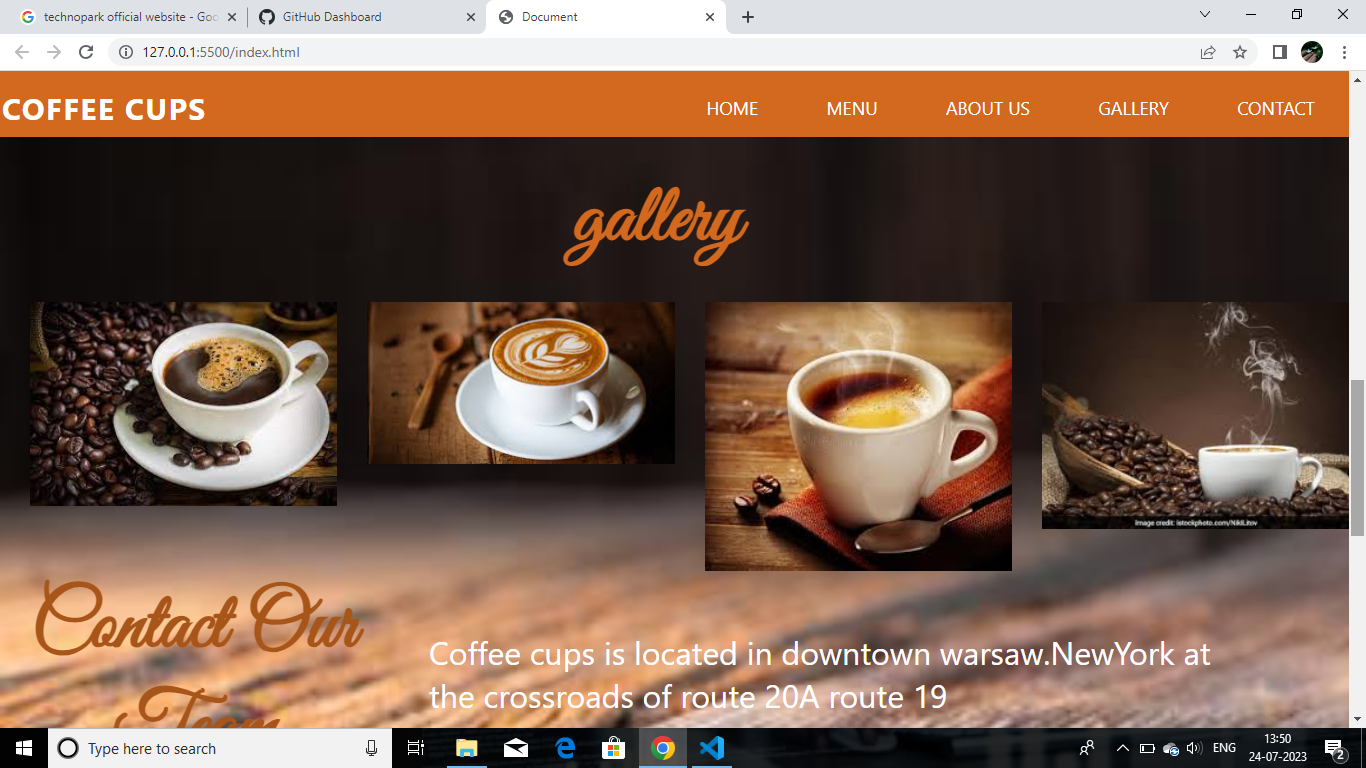 technopark official website - Goo
GitHub Dashboard
Document
127.0.0.1:5500/index.html
COFFEE CUPS
HOME
MENU
ABOUT US
GALLERY
CONTACT
gallery
Image credit: istockphoto.com/NikiLitov
Contact Our
Team
Coffee cups is located in downtown warsaw.NewYork at
the crossroads of route 20A route 19
Type here to search
ENG
13:50
24-07-2023
2